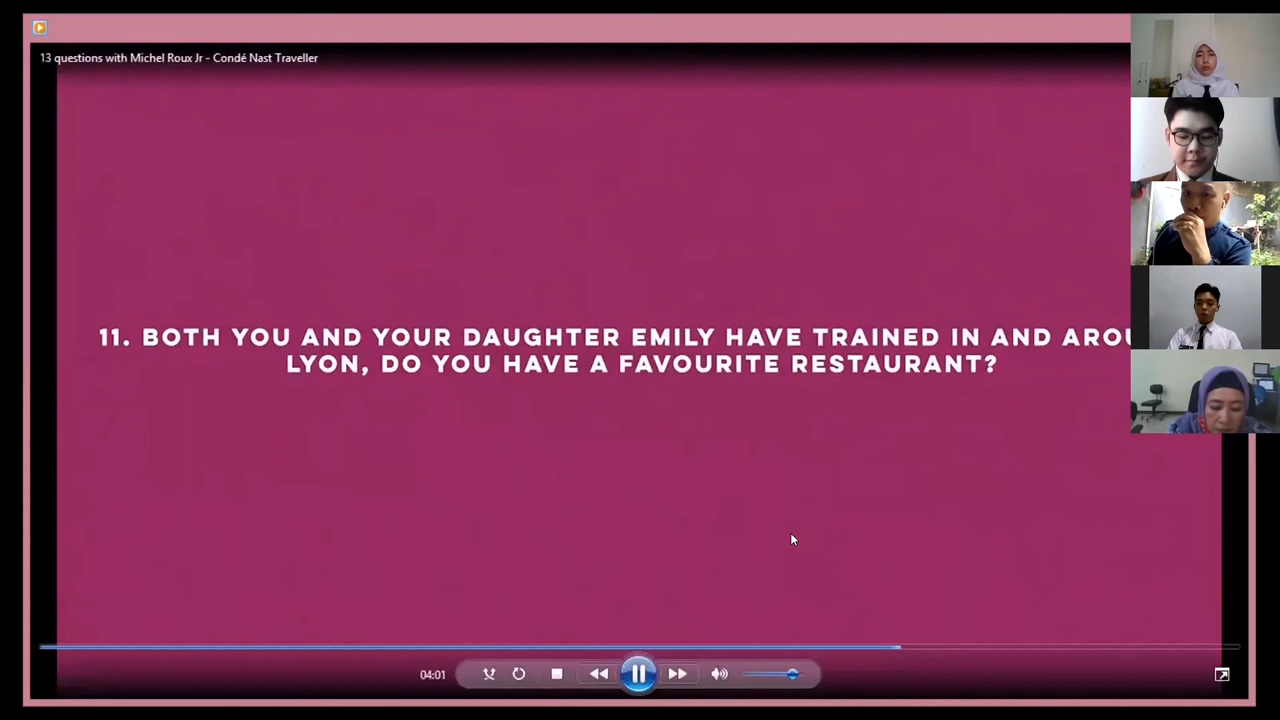 13 questions with Michel Roux Jr - Condé Nast Traveller
11. BOTH YOU AND YOUR DAUGHTER EMILY HAVE TRAINED IN AND
LYON, DO YOU HAVE A FAVOURITE RESTAURANT?
04:01